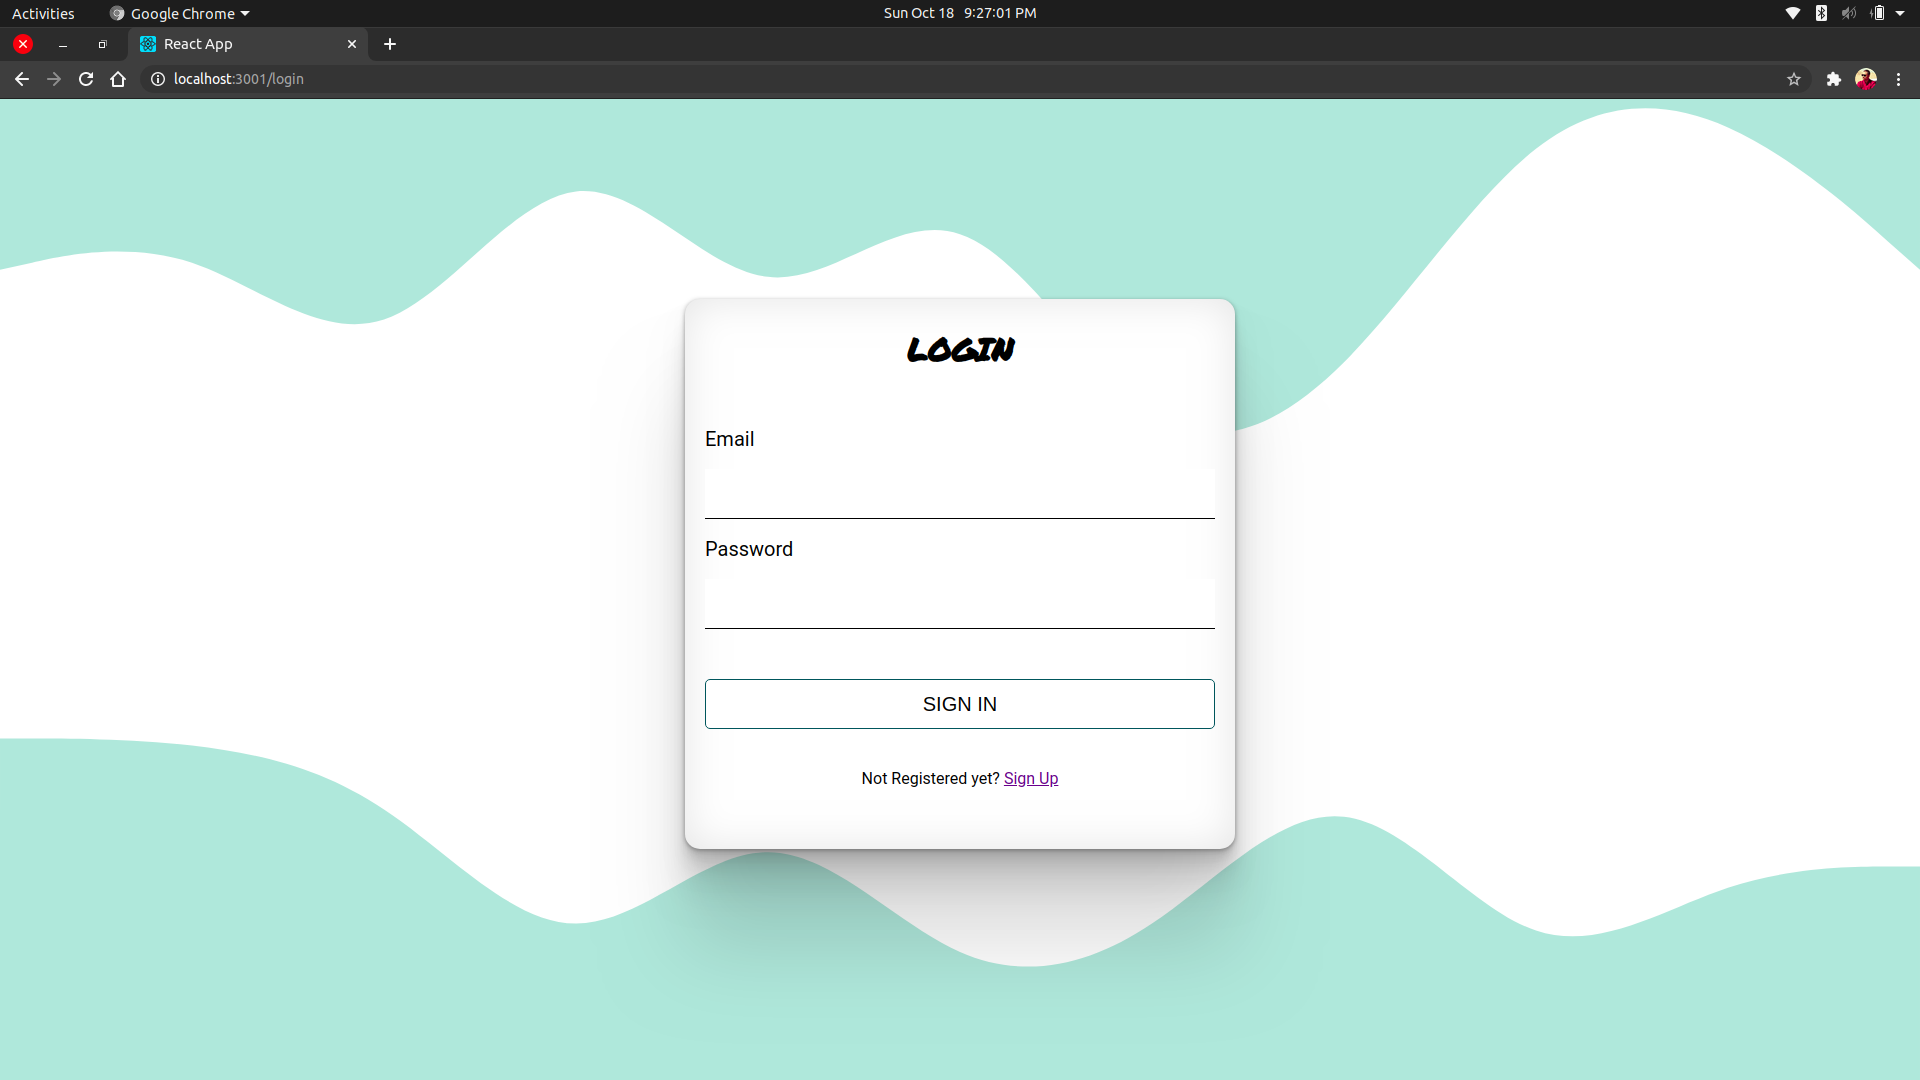 Activities Google Chrome Sun Oct 18 9:27:01 PM
React App
localhost:3001/login
LOGIN
Email
Password
SIGN IN
Not Registered yet? Sign Up